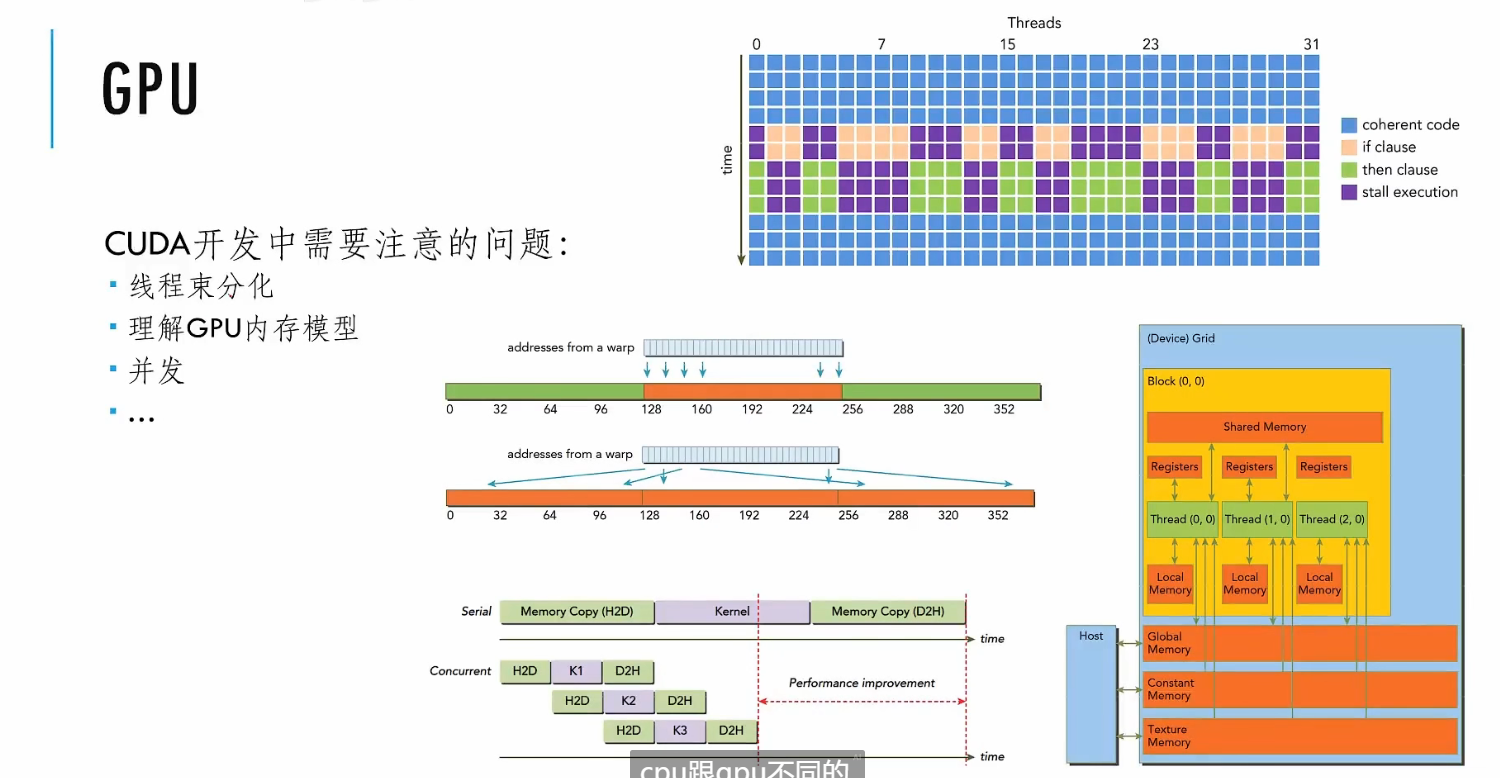 GPU
CUDA开发中需要注意的问题：
线程束分化
理解GPU内存模型
并发
...
Threads
0 7 15 23 31
time
coherent code
if clause
then clause
stall execution
addresses from a warp
0 32 64 96 128 160 192 224 256 288 320 352
addresses from a warp
0 32 64 96 128 160 192 224 256 288 320 352
Serial Memory Copy (H2D) Kernel Memory Copy (D2H)
time
Concurrent H2D K1 D2H
H2D K2 D2H
H2D K3 D2H
Performance improvement
time
(Device) Grid
Block (0, 0)
Shared Memory
Registers Registers Registers
Thread (0, 0) Thread (1, 0) Thread (2, 0)
Local Memory Local Memory Local Memory
Host
Global Memory
Constant Memory
Texture Memory
cpu跟gpu不同的